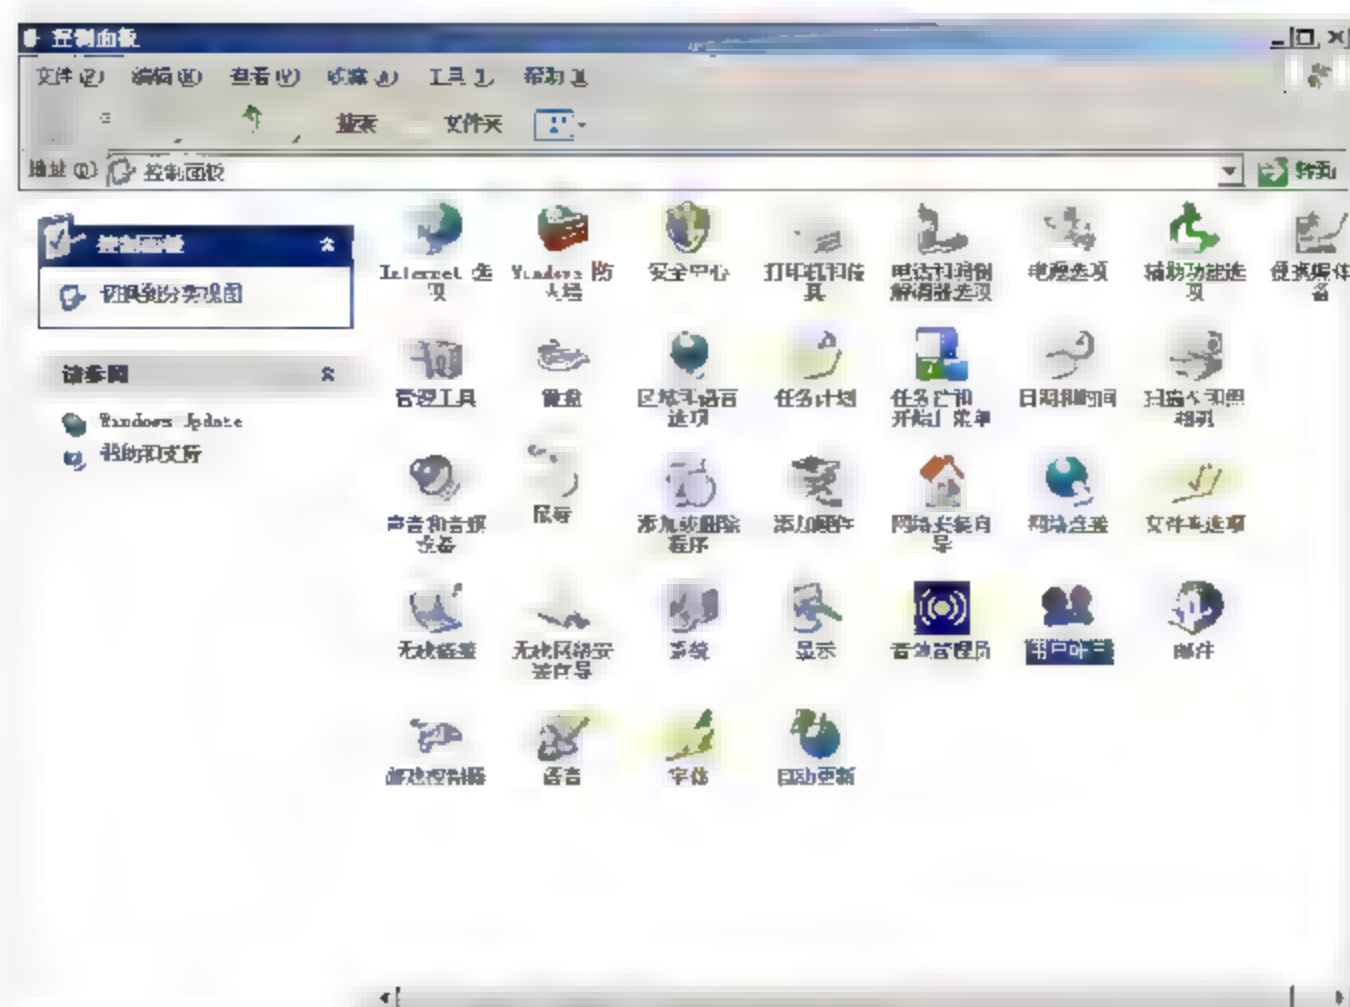 控制面板
文件(F) 编辑(E) 查看(V) 收藏(A) 工具(T) 帮助(H)
搜索 文件夹
地址(D) 控制面板 转到
控制面板
切换到分类视图
请参阅
Windows Update
帮助和支持
Internet 选项
Windows 防火墙
安全中心
打印机和传真
电话和调制解调器选项
电源选项
辅助功能选项
便携媒体
管理工具
键盘
区域和语言选项
任务计划
任务栏和「开始」菜单
日期和时间
扫描仪和照相机
声音和音频设备
鼠标
添加或删除程序
添加硬件
网络安装向导
网络连接
文件夹选项
无线链接
无线网络安装向导
系统
显示
音效管理员
用户帐户
邮件
游戏控制器
语音
字体
自动更新